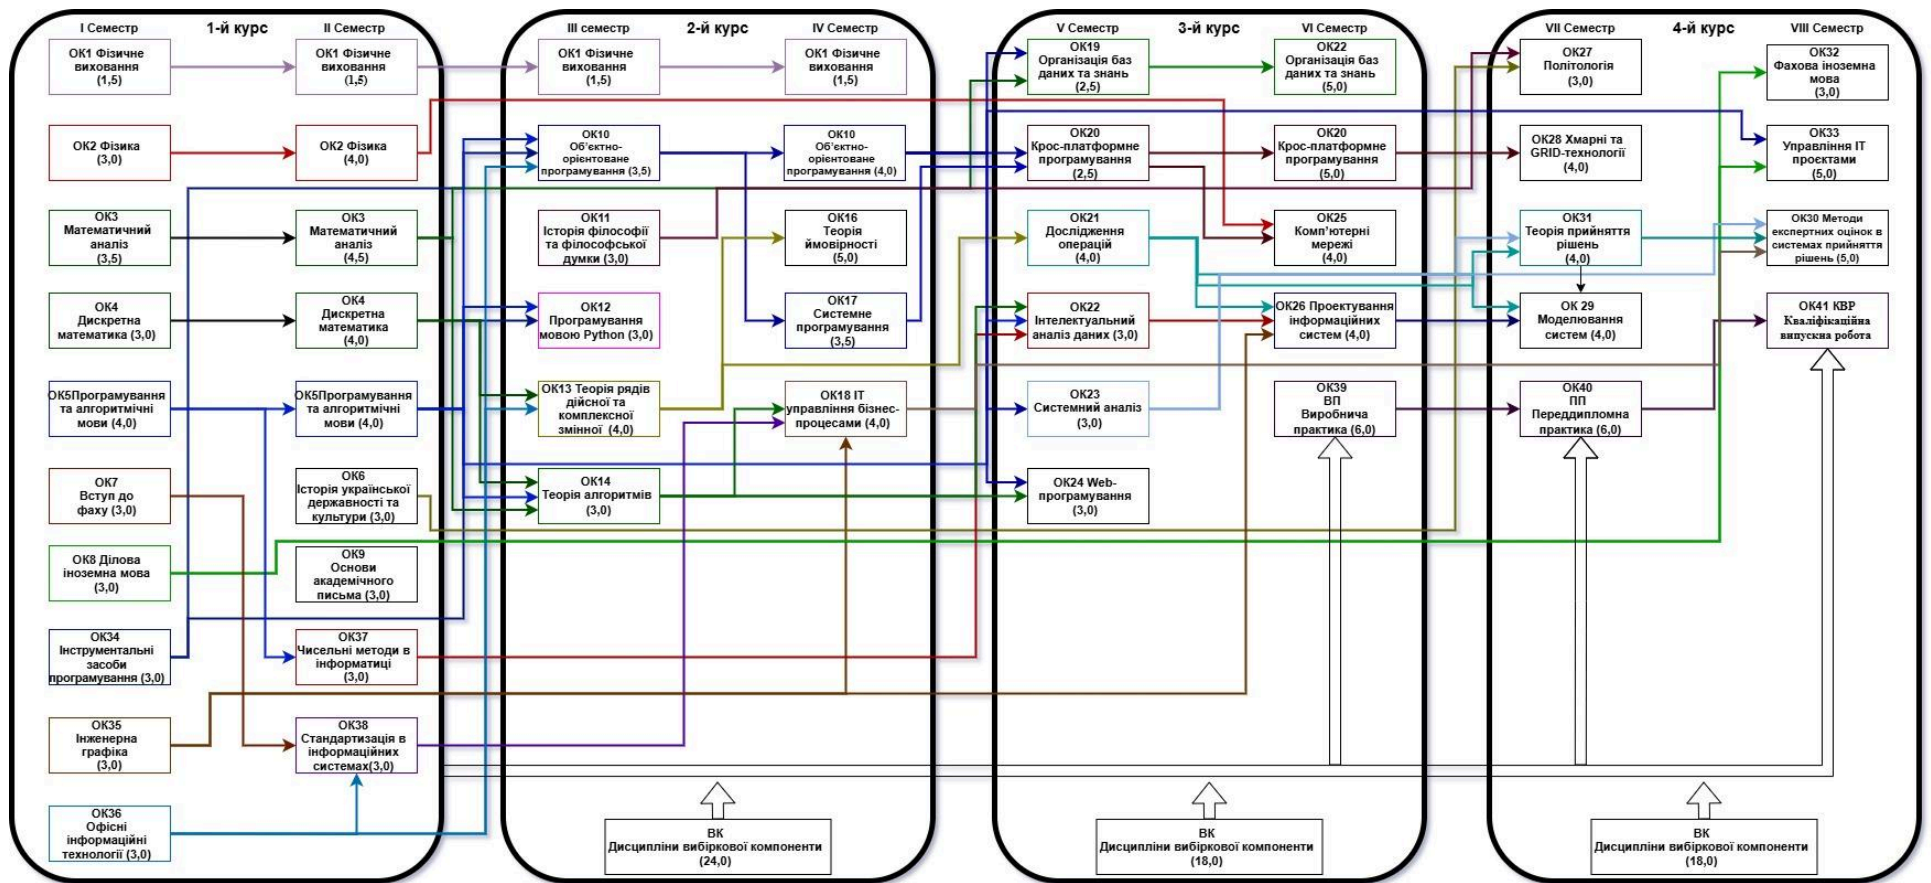 I Семестр
1-й курс
II Семестр
ОК1 Фізичне
виховання
(1,5)
ОК1 Фізичне
виховання
(1,5)
ОК2 Фізика
(3,0)
ОК2 Фізика
(4,0)
ОК3
Математичний
аналіз
(3,5)
ОК3
Математичний
аналіз
(4,5)
ОК4
Дискретна
математика (3,0)
ОК4
Дискретна
математика
(4,0)
ОК5Програмування
та алгоритмічні
мови (4,0)
ОК5Програмування
та алгоритмічні
мови (4,0)
ОК7
Вступ до
фаху (3,0)
ОК6
Історія української
державності та
культури (3,0)
ОК8 Ділова
іноземна мова
(3,0)
ОК9
Основи
академічного
письма (3,0)
ОК34
Інструментальні
засоби
програмування (3,0)
ОК37
Чисельні методи в
інформатиці
(3,0)
ОК35
Інженерна
графіка
(3,0)
ОК38
Стандартизація в
інформаційних
системах(3,0)
ОК36
Офісні
інформаційні
технології (3,0)
III семестр
2-й курс
IV Семестр
ОК1 Фізичне
виховання
(1,5)
ОК1 Фізичне
виховання
(1,5)
ОК10
Об’єктно-
орієнтоване
програмування (3,5)
ОК10
Об’єктно-
орієнтоване
програмування (4,0)
ОК11
Історія філософії
та філософської
думки (3,0)
ОК16
Теорія
ймовірності
(5,0)
ОК12
Програмування
мовою Python (3,0)
ОК17
Системне
програмування
(3,5)
ОК13 Теорія рядів
дійсної та
комплексної
змінної (4,0)
ОК18 ІТ
управління бізнес-
процесами (4,0)
ОК14
Теорія алгоритмів
(3,0)
ВК
Дисципліни вибіркової компоненти
(24,0)
V Семестр
3-й курс
VI Семестр
ОК19
Організація баз
даних та знань
(2,5)
ОК22
Організація баз
даних та знань
(5,0)
ОК20
Крос-платформне
програмування
(2,5)
ОК20
Крос-платформне
програмування
(5,0)
ОК21
Дослідження
операцій
(4,0)
ОК25
Комп’ютерні
мережі
(4,0)
ОК22
Інтелектуальний
аналіз даних (3,0)
ОК26 Проектування
інформаційних
систем (4,0)
ОК23
Системний аналіз
(3,0)
ОК39
ВП
Виробнича
практика (6,0)
ОК24 Web-
програмування
(3,0)
ВК
Дисципліни вибіркової компоненти
(18,0)
VII Семестр
4-й курс
VIII Семестр
ОК27
Політологія
(3,0)
ОК32
Фахова іноземна
мова
(3,0)
ОК28 Хмарні та
GRID-технології
(4,0)
ОК33
Управління ІТ
проєктами
(5,0)
ОК31
Теорія прийняття
рішень
(4,0)
ОК30 Методи
експертних оцінок в
системах прийняття
рішень (5,0)
ОК 29
Моделювання
систем (4,0)
ОК41 КВР
Кваліфікаційна
випускна робота
ОК40
ПП
Переддипломна
практика (6,0)
ВК
Дисципліни вибіркової компоненти
(18,0)